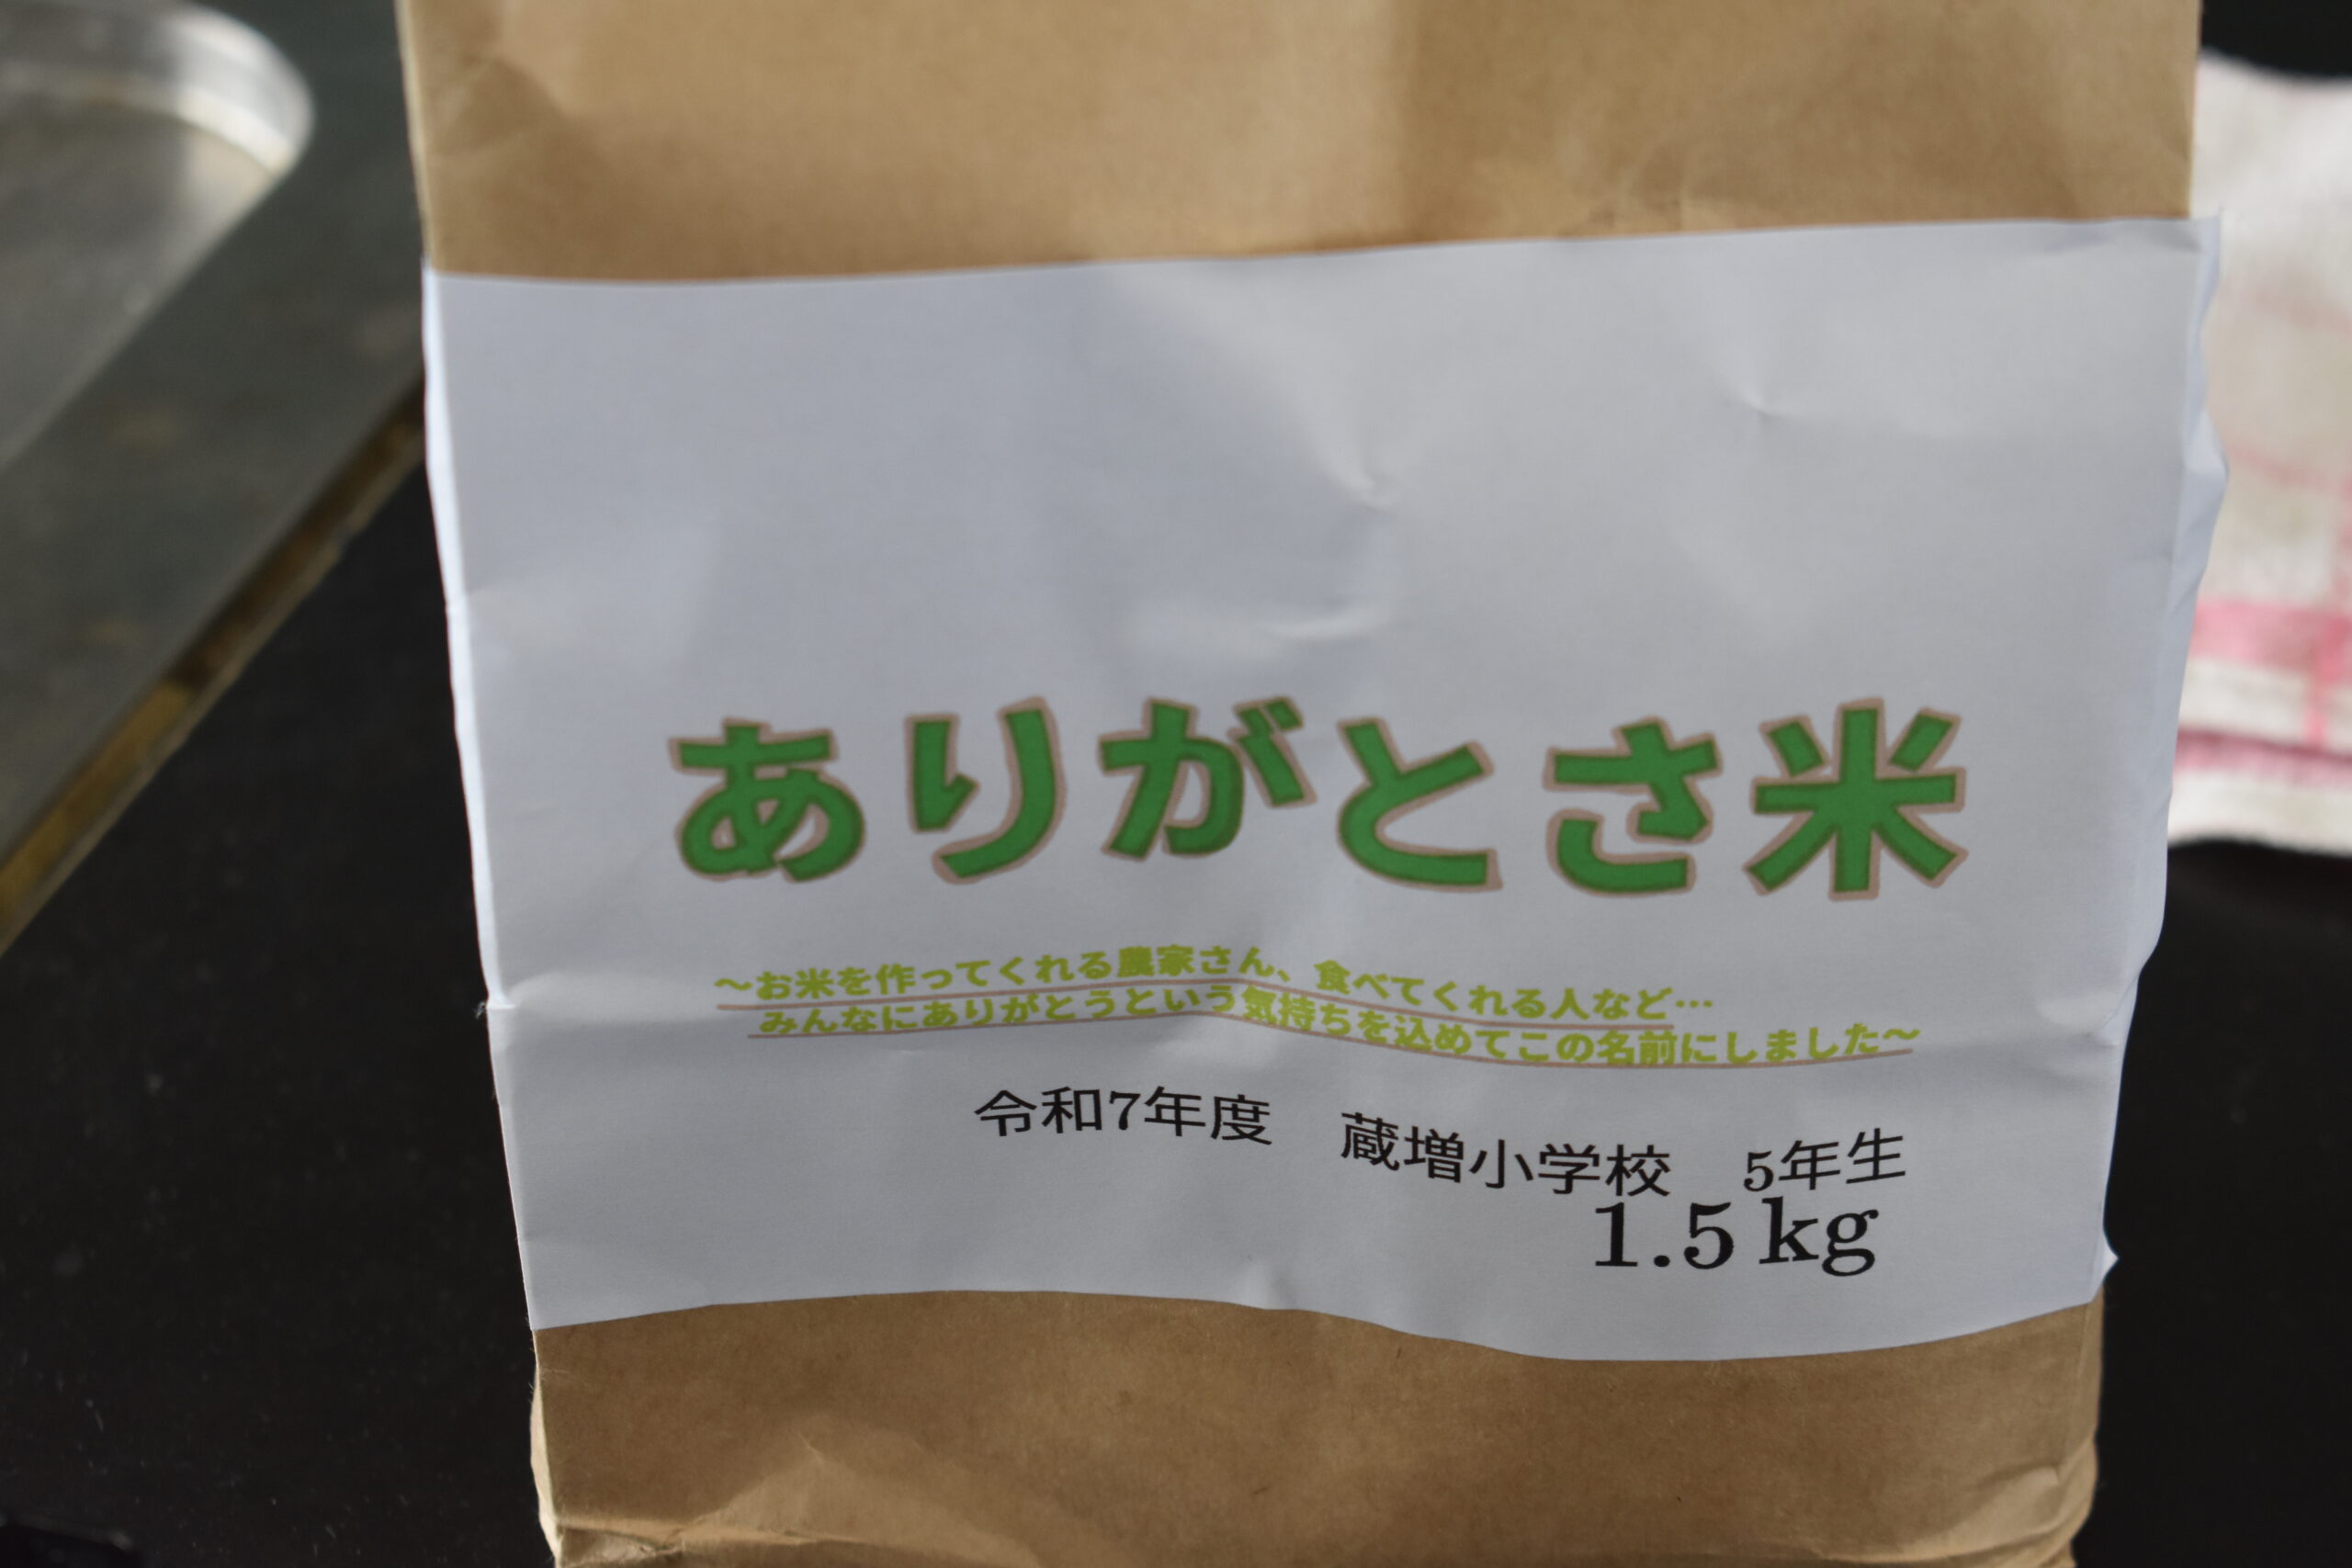 ありがとさ米
～お米を作ってくれる農家さん、食べてくれる人など…
みんなにありがとうという気持ちを込めてこの名前にしました～
令和7年度　蔵増小学校　5年生
1.5kg